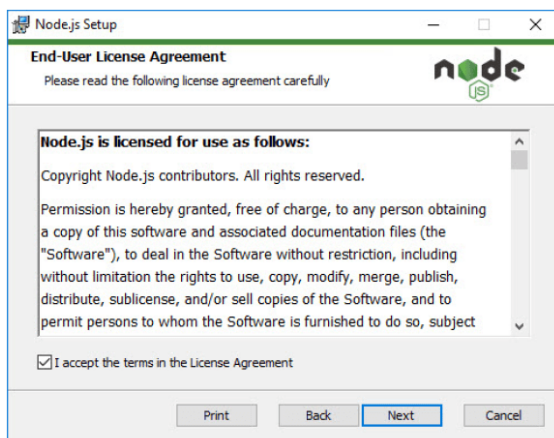 Node.js Setup
End-User License Agreement
Please read the following license agreement carefully
node
JS
Node.js is licensed for use as follows:
Copyright Node.js contributors. All rights reserved.
Permission is hereby granted, free of charge, to any person obtaining
a copy of this software and associated documentation files (the
"Software"), to deal in the Software without restriction, including
without limitation the rights to use, copy, modify, merge, publish,
distribute, sublicense, and/or sell copies of the Software, and to
permit persons to whom the Software is furnished to do so, subject
I accept the terms in the License Agreement
Print Back Next Cancel